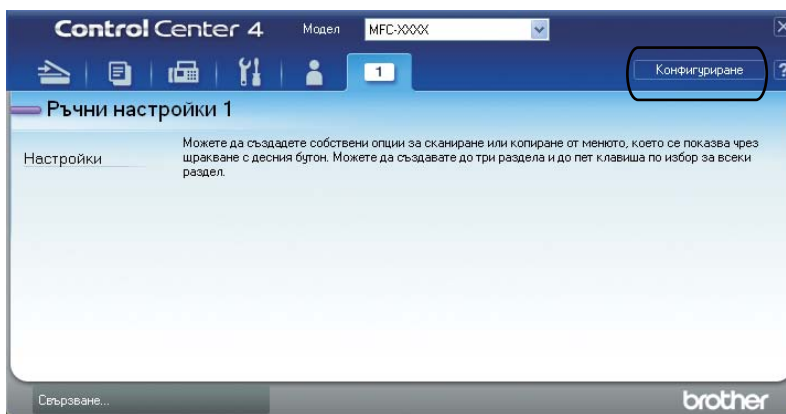 Control Center 4 Модел MFC-XXXX
1 Конфигуриране ?
Ръчни настройки 1
Настройки
Можете да създадете собствени опции за сканиране или копиране от менюто, което се показва чрез
щракване с десния бутон. Можете да създавате до три раздела и до пет клавиша по избор за всеки
раздел.
Свързване...
brother